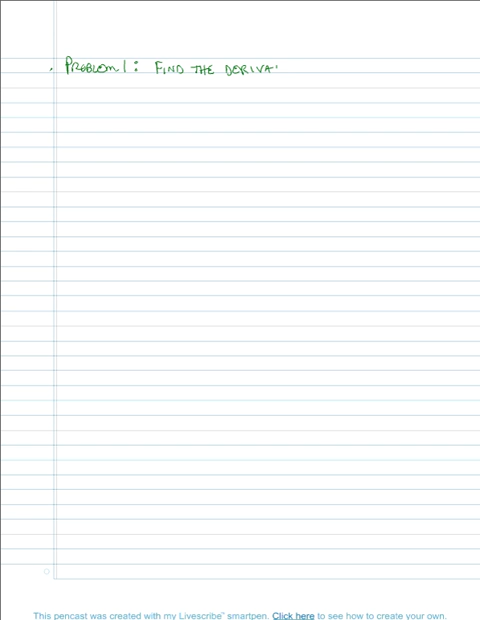 . PROBLEM 1: FIND THE DERIVA'
This pencast was created with my Livescribe™ smartpen. Click here to see how to create your own.